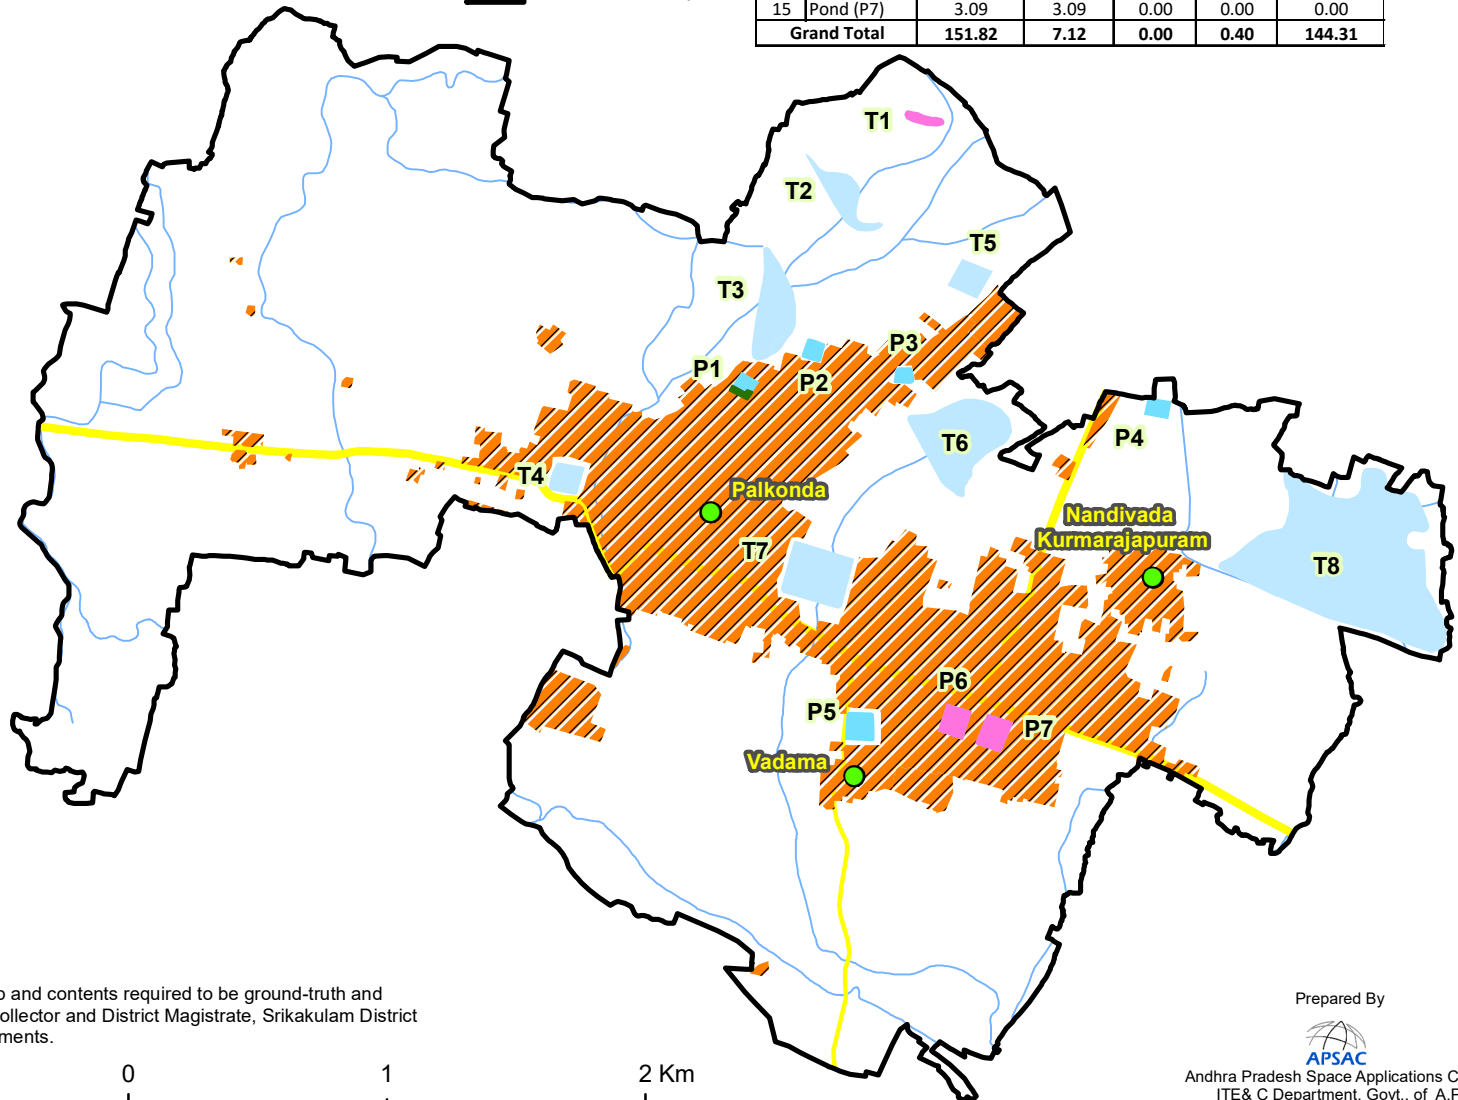 15 Pond (P7) 3.09 3.09 0.00 0.00 0.00
Grand Total 151.82 7.12 0.00 0.40 144.31
T1
T2
T5
T3
P3
P1
P2
T6
P4
T4
Palkonda
Nandivada
Kurmarajapuram
T7
T8
P6
P5
P7
Vadama
and contents required to be ground-truth and
ollector and District Magistrate, Srikakulam District
ments.
0 1 2 Km
Prepared By
APSAC
Andhra Pradesh Space Applications C
ITE& C Department, Govt., of A.P